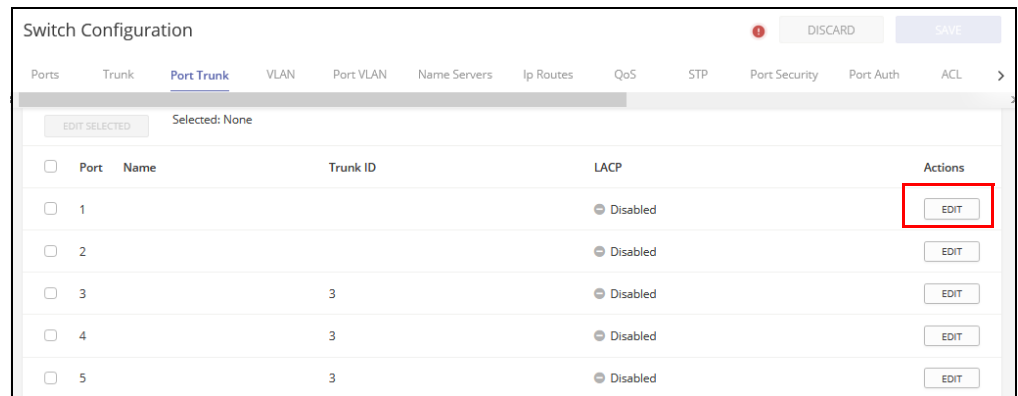 Switch Configuration
DISCARD
SAVE
Ports Trunk Port Trunk VLAN Port VLAN Name Servers Ip Routes QoS STP Port Security Port Auth ACL
EDIT SELECTED Selected: None
Port Name Trunk ID LACP Actions
1 Disabled EDIT
2 Disabled EDIT
3 3 Disabled EDIT
4 3 Disabled EDIT
5 3 Disabled EDIT